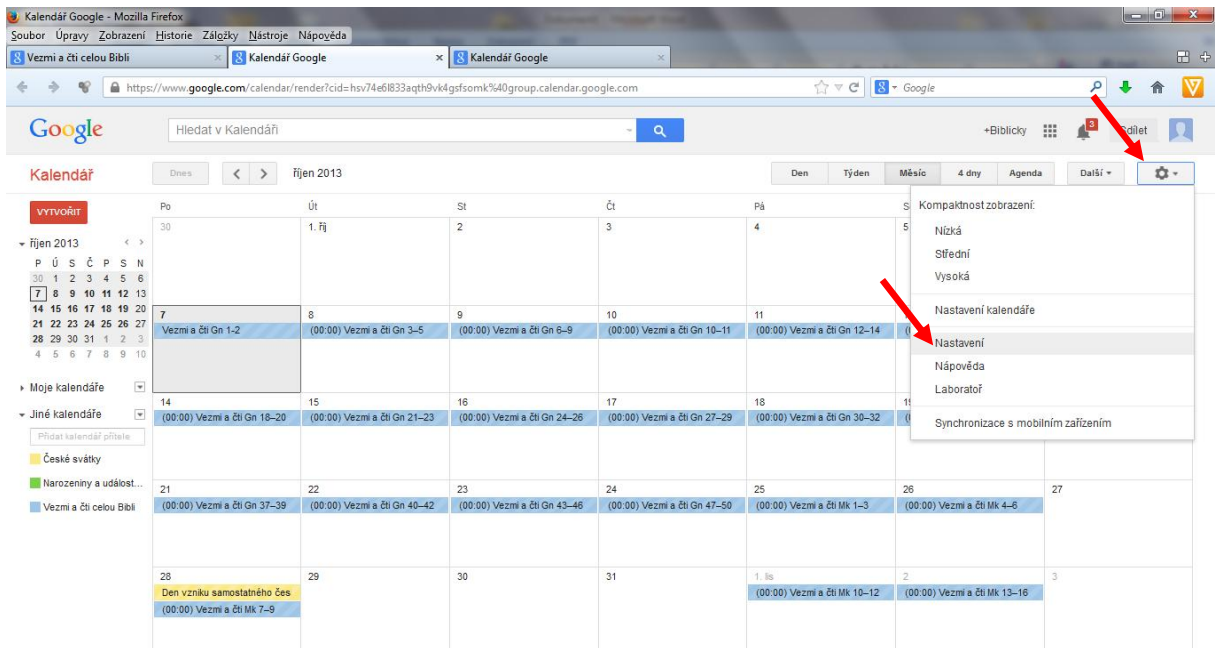 Kalendář Google - Mozilla Firefox
Soubor Úpravy Zobrazení Historie Záložky Nástroje Nápověda
Vezmi a čti celou Bibli
Kalendář Google
Kalendář Google
https://www.google.com/calendar/render?cid=hsv74e6l833aqth9vk4gsfsomk%40group.calendar.google.com
Google
Google
Hledat v Kalendáři
+Biblicky
3
Sdílet
Kalendář
Dnes
říjen 2013
Den Týden Měsíc 4 dny Agenda
Další
VYTVOŘIT
říjen 2013
P Ú S Č P S N
30 1 2 3 4 5 6
7 8 9 10 11 12 13
14 15 16 17 18 19 20
21 22 23 24 25 26 27
28 29 30 31 1 2 3
4 5 6 7 8 9 10
Moje kalendáře
Jiné kalendáře
Přidat kalendář přítele
České svátky
Narozeniny a událost...
Vezmi a čti celou Bibli
Po Út St Čt Pá S
30 1. říj 2 3 4 5
7 8 9 10 11
Vezmi a čti Gn 1-2 (00:00) Vezmi a čti Gn 3–5 (00:00) Vezmi a čti Gn 6–9 (00:00) Vezmi a čti Gn 10–11 (00:00) Vezmi a čti Gn 12–14
14 15 16 17 18
(00:00) Vezmi a čti Gn 18–20 (00:00) Vezmi a čti Gn 21–23 (00:00) Vezmi a čti Gn 24–26 (00:00) Vezmi a čti Gn 27–29 (00:00) Vezmi a čti Gn 30–32
21 22 23 24 25 26 27
(00:00) Vezmi a čti Gn 37–39 (00:00) Vezmi a čti Gn 40–42 (00:00) Vezmi a čti Gn 43–46 (00:00) Vezmi a čti Gn 47–50 (00:00) Vezmi a čti Mk 1–3 (00:00) Vezmi a čti Mk 4–6
28 29 30 31 1. lis 2 3
Den vzniku samostatného čes
(00:00) Vezmi a čti Mk 7–9 (00:00) Vezmi a čti Mk 10–12 (00:00) Vezmi a čti Mk 13–16
Kompaktnost zobrazení:
Nízká
Střední
Vysoká
Nastavení kalendáře
Nastavení
Nápověda
Laboratoř
Synchronizace s mobilním zařízením